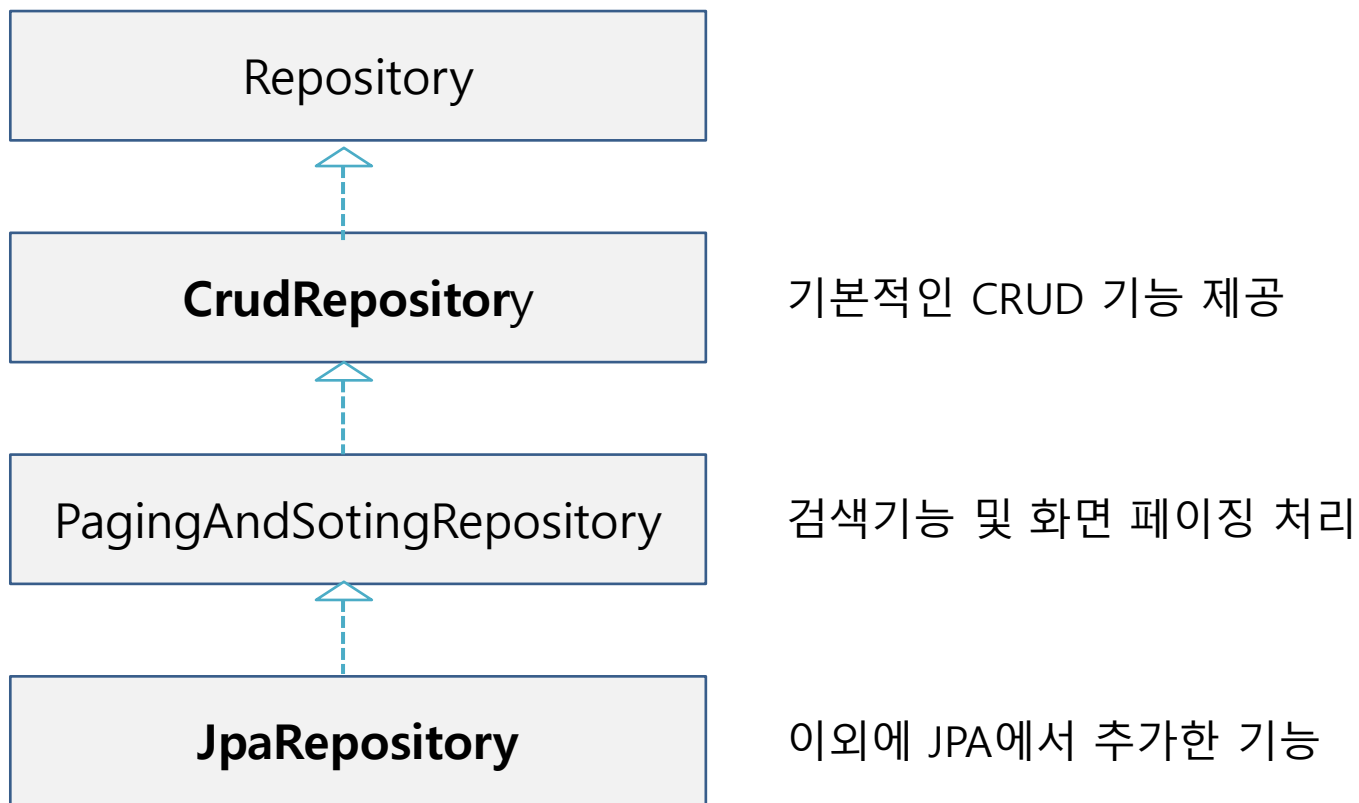 Repository
CrudRepository
기본적인 CRUD 기능 제공
PagingAndSotingRepository
검색기능 및 화면 페이징 처리
JpaRepository
이외에 JPA에서 추가한 기능